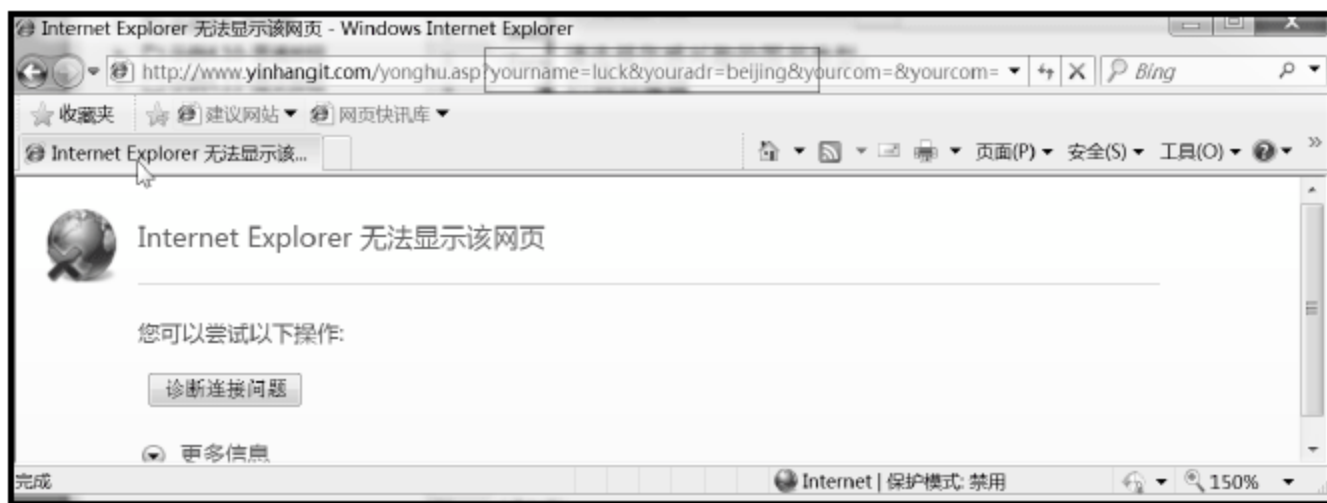 Internet Explorer 无法显示该网页 - Windows Internet Explorer
http://www.yinhangit.com/yonghu.asp?yourname=luck&youradr=beijing&yourcom=&yourcom= Bing
收藏夹 建议网站 网页快讯库
Internet Explorer 无法显示该... 页面(P) 安全(S) 工具(O)
Internet Explorer 无法显示该网页
您可以尝试以下操作:
诊断连接问题
更多信息
完成 Internet | 保护模式: 禁用 150%